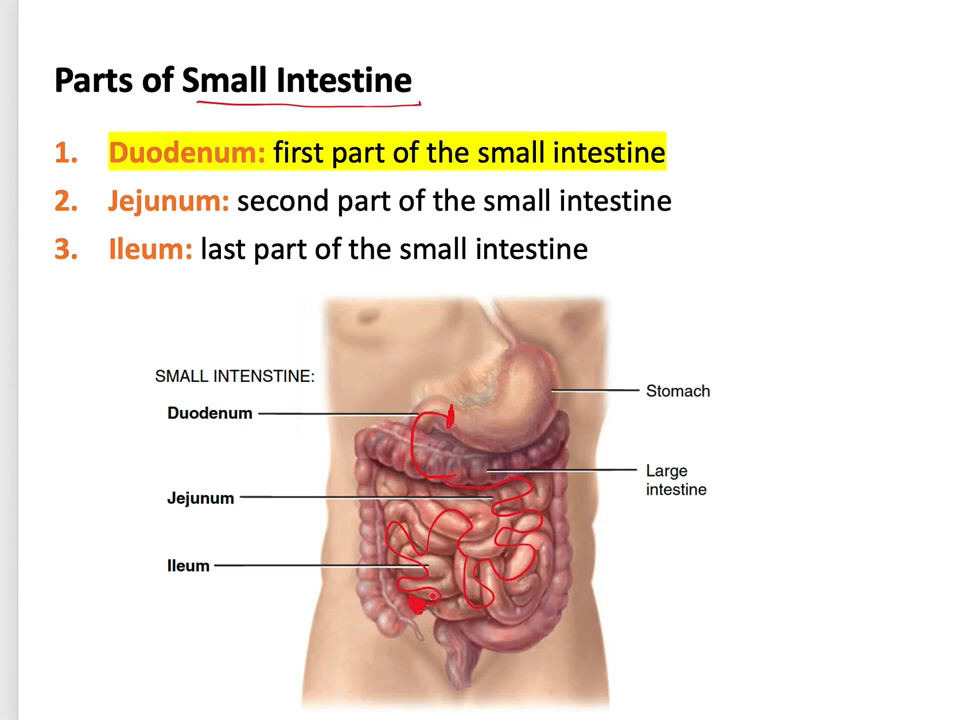 Parts of Small Intestine
1. Duodenum: first part of the small intestine
2. Jejunum: second part of the small intestine
3. Ileum: last part of the small intestine
SMALL INTENSTINE:
Stomach
Duodenum
Large
intestine
Jejunum
Ileum